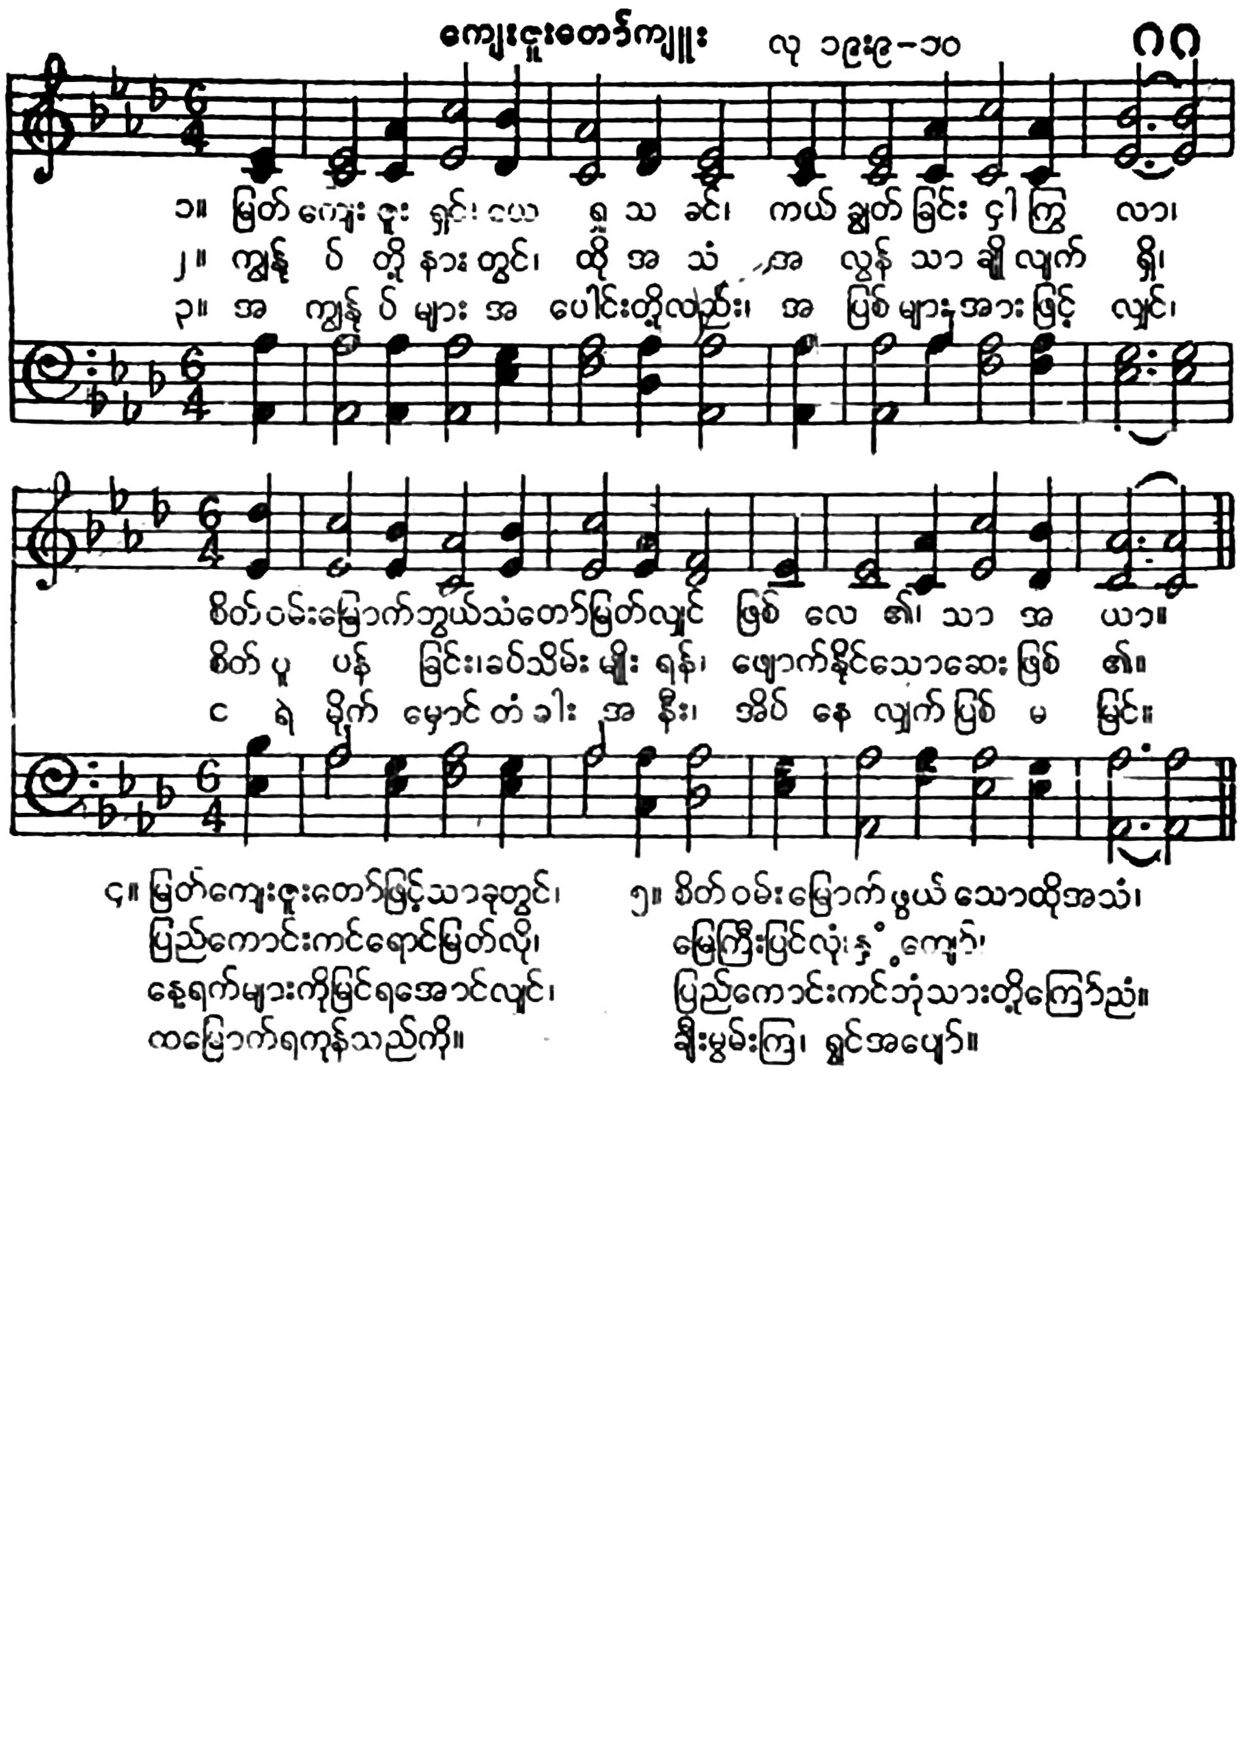 ကျေးဇူးတော်ကျူး လု ၁၉း၉-၁၀ ဂဂ
6 4
၁။ မြတ် ကျေး ဇူး ရှင်း ယေ ရှု သ ခင်၊ ကယ် ချွတ် ခြင်း ငှါ ကြွ လာ၊
၂။ ကျွန်ု ပ် တို့ နား တွင်၊ ထို အ သံ အ လွန် သာ ချို လျက် ရှိ၊
၃။ အ ကျွန်ု ပ် များ အ ပေါင်းတို့လည်း၊ အ ပြစ် များအား ဖြင့် လျှင်၊
6 4
6 4
စိတ်ဝမ်းမြောက်ဘွယ်သံတော်မြတ်လျှင် ဖြစ် လေ ၏၊ သာ အ ယာ။
စိတ် ပူ ပန် ခြင်း၊ခပ်သိမ်း မျိုး ရန်၊ ဖျောက်နိုင်သောဆေး ဖြစ် ၏။
င ရဲ မိုက် မှောင် တံ ခါး အ နီး၊ အိပ် နေ လျှက် ပြစ် မ မြင်။
6 4
၄။ မြတ်ကျေးဇူးတော်ဖြင့်သာခုတွင်၊
ပြည်ကောင်းကင်ရောင်မြတ်လို၊
နေ့ရက်များကိုမြင်ရအောင်လျှင်၊
ထမြောက်ရကုန်သည်ကို။
၅။ စိတ်ဝမ်းမြောက်ဖွယ် သောထိုအသံ၊
မြေကြီးပြင်လုံး၊ နှံ့ ကျော်၊
ပြည်ကောင်းကင်ဘုံသားတို့ကြော်ညံ။
ချီးမွမ်းကြ၊ ရွှင်အပျော်။